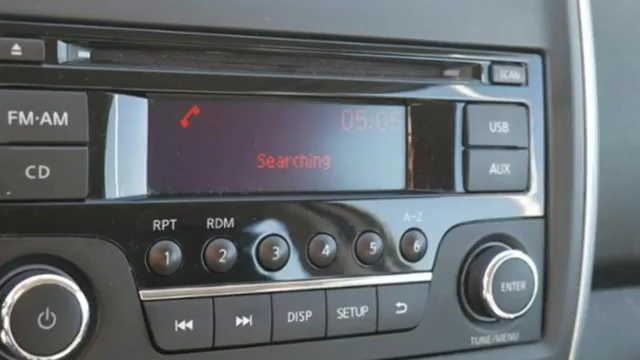 SCAN
FM·AM
05:05
USB
Searching
CD
AUX
RPT RDM A-Z
1 2 3 4 5 6
DISP SETUP
ENTER
TUNE/MENU